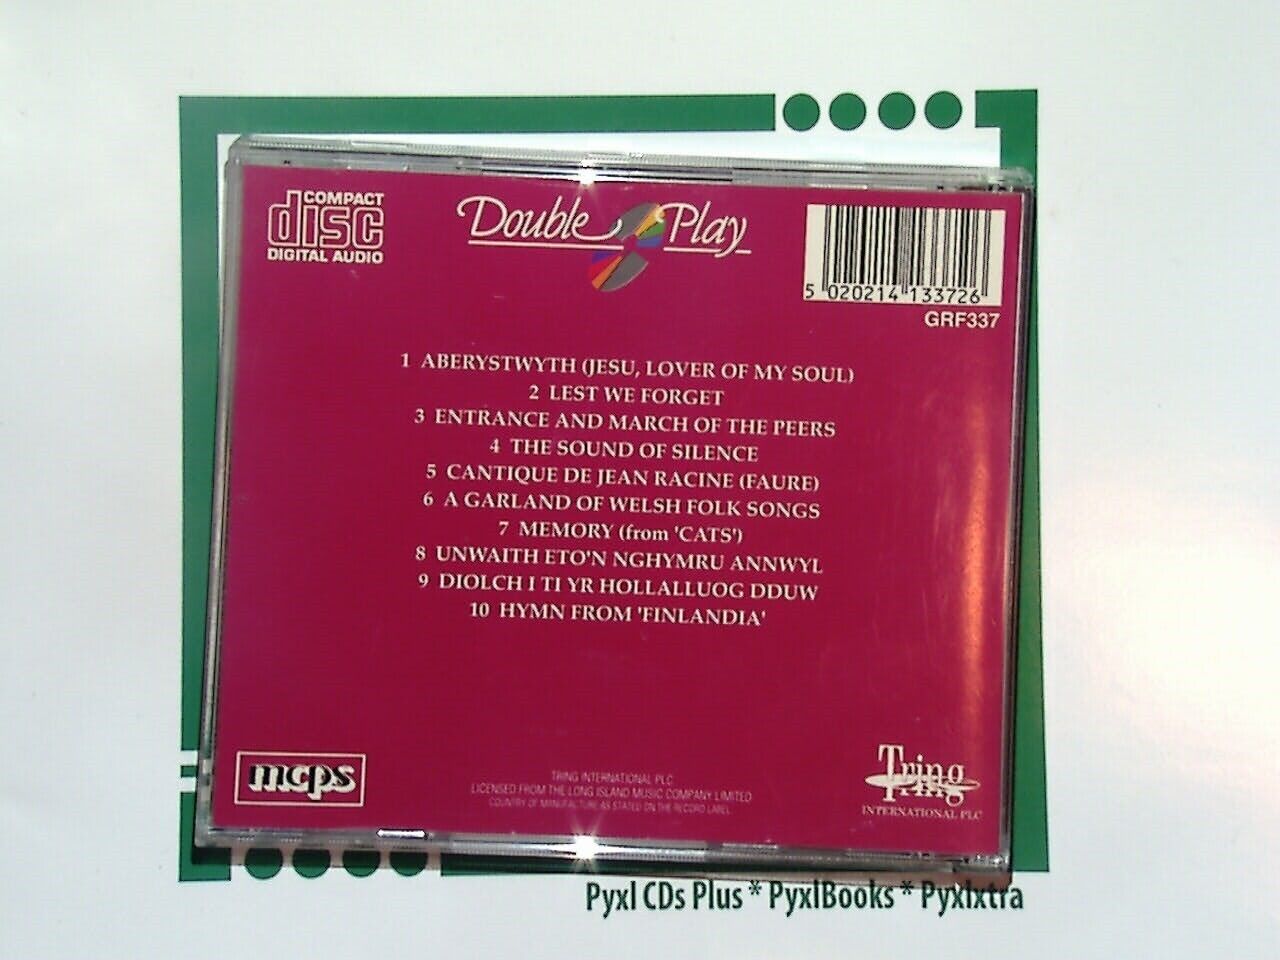 COMPACT
disc
DIGITAL AUDIO
Double Play
5 020214 133726
GRF337
1 ABERYSTWYTH (JESU, LOVER OF MY SOUL)
2 LEST WE FORGET
3 ENTRANCE AND MARCH OF THE PEERS
4 THE SOUND OF SILENCE
5 CANTIQUE DE JEAN RACINE (FAURE)
6 A GARLAND OF WELSH FOLK SONGS
7 MEMORY (from 'CATS')
8 UNWAITH ETO'N NGHYMRU ANNWYL
9 DIOLCH I TI YR HOLLALLUOG DDUW
10 HYMN FROM 'FINLANDIA'
mcps
TRING INTERNATIONAL PLC
LICENSED FROM THE LONG ISLAND MUSIC COMPANY LIMITED
COUNTRY OF MANUFACTURE AS STATED ON THE RECORD LABEL.
Tring
INTERNATIONAL PLC
Pyxl CDs Plus * PyxlBooks * Pyxlxtra